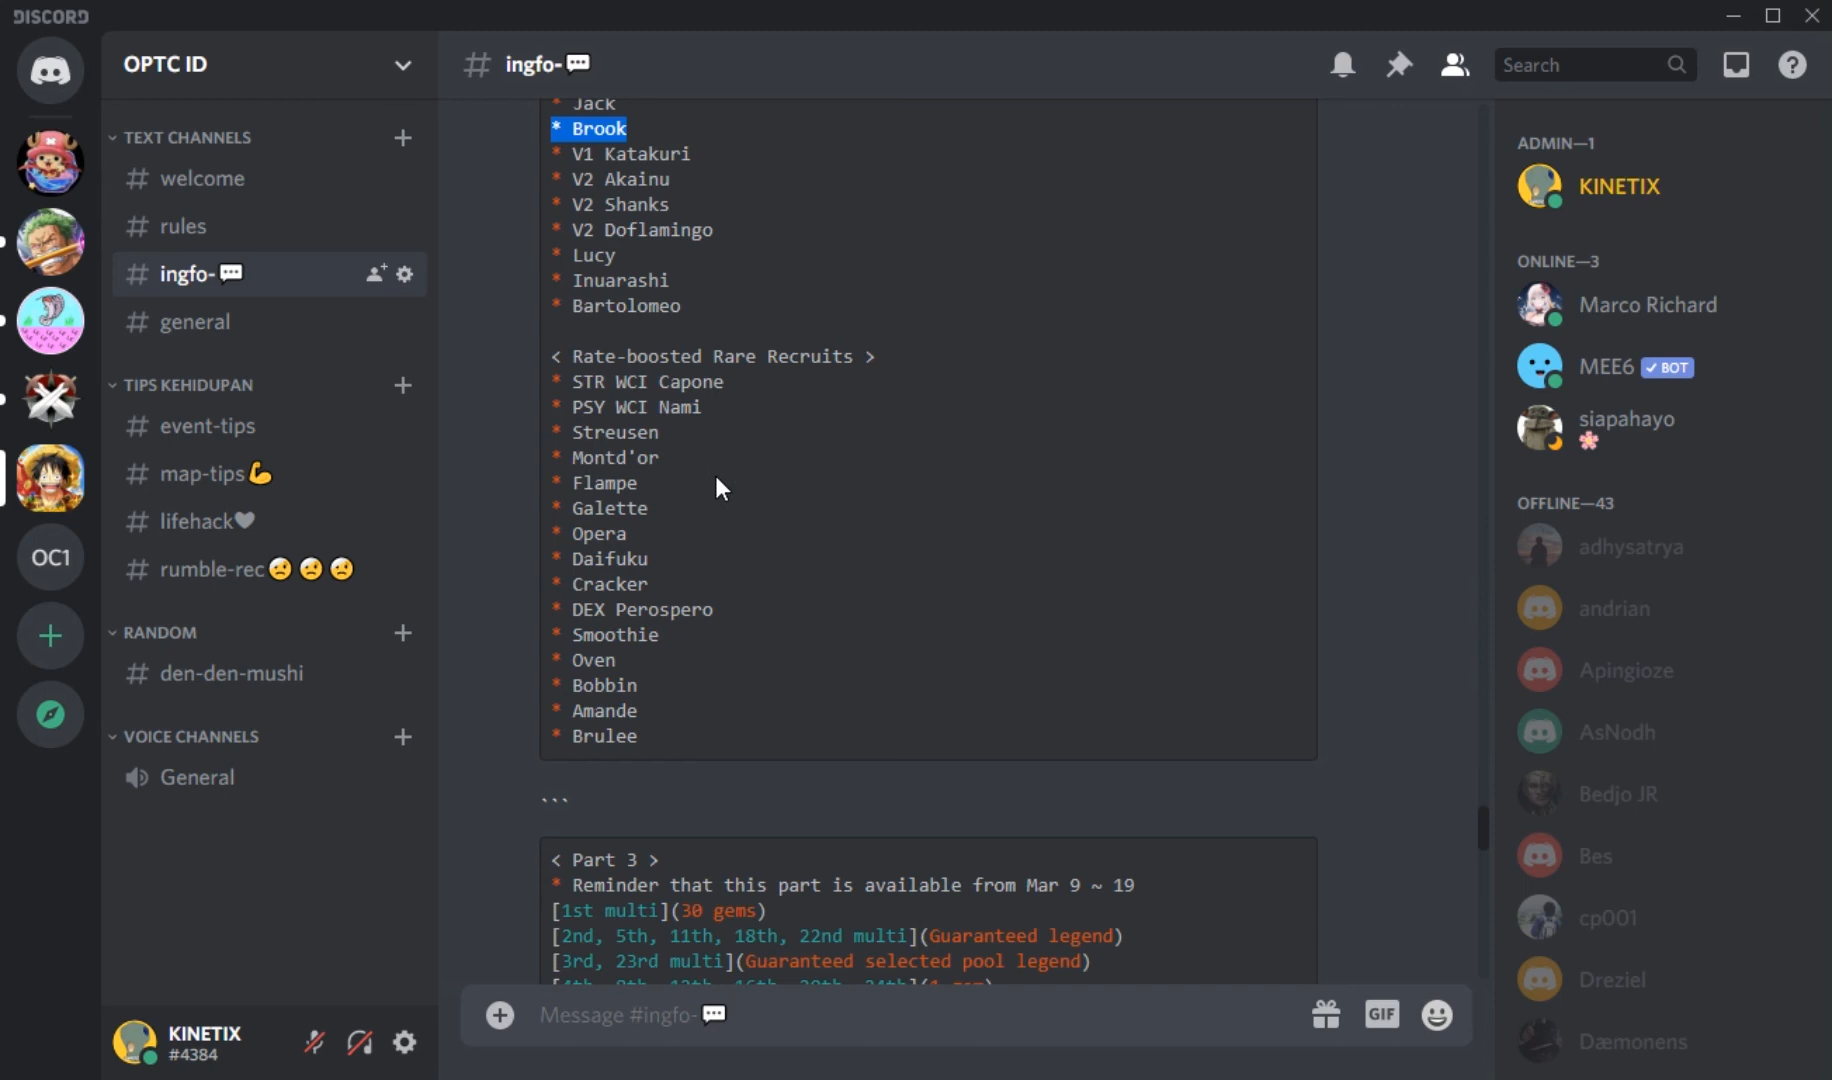 DISCORD
OPTC ID
TEXT CHANNELS
# welcome
# rules
# ingfo-💬
# general
TIPS KEHIDUPAN
# event-tips
# map-tips💪
# lifehack🖤
# rumble-rec🤕🤕🤕
RANDOM
# den-den-mushi
VOICE CHANNELS
General
OC1
KINETIX
#4384
# ingfo-💬
Search
* Jack
* Brook
* V1 Katakuri
* V2 Akainu
* V2 Shanks
* V2 Doflamingo
* Lucy
* Inuarashi
* Bartolomeo
< Rate-boosted Rare Recruits >
* STR WCI Capone
* PSY WCI Nami
* Streusen
* Montd'or
* Flampe
* Galette
* Opera
* Daifuku
* Cracker
* DEX Perospero
* Smoothie
* Oven
* Bobbin
* Amande
* Brulee
```
< Part 3 >
* Reminder that this part is available from Mar 9 ~ 19
[1st multi](30 gems)
[2nd, 5th, 11th, 18th, 22nd multi](Guaranteed legend)
[3rd, 23rd multi](Guaranteed selected pool legend)
Message #ingfo-💬
GIF
ADMIN—1
KINETIX
ONLINE—3
Marco Richard
MEE6 ✓ BOT
siapahayo
🌸
OFFLINE—43
adhysatrya
andrian
Apingioze
AsNodh
Bedjo JR
Bes
cp001
Dreziel
Dæmonens